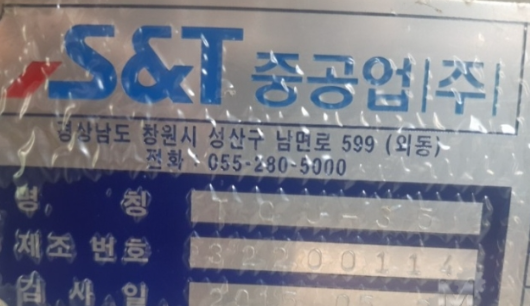 S&T 중공업(주)
경상남도 창원시 성산구 남면로 599 (외동)
전화 055-280-5000
명 칭
제조 번호 32200114
검 사 일